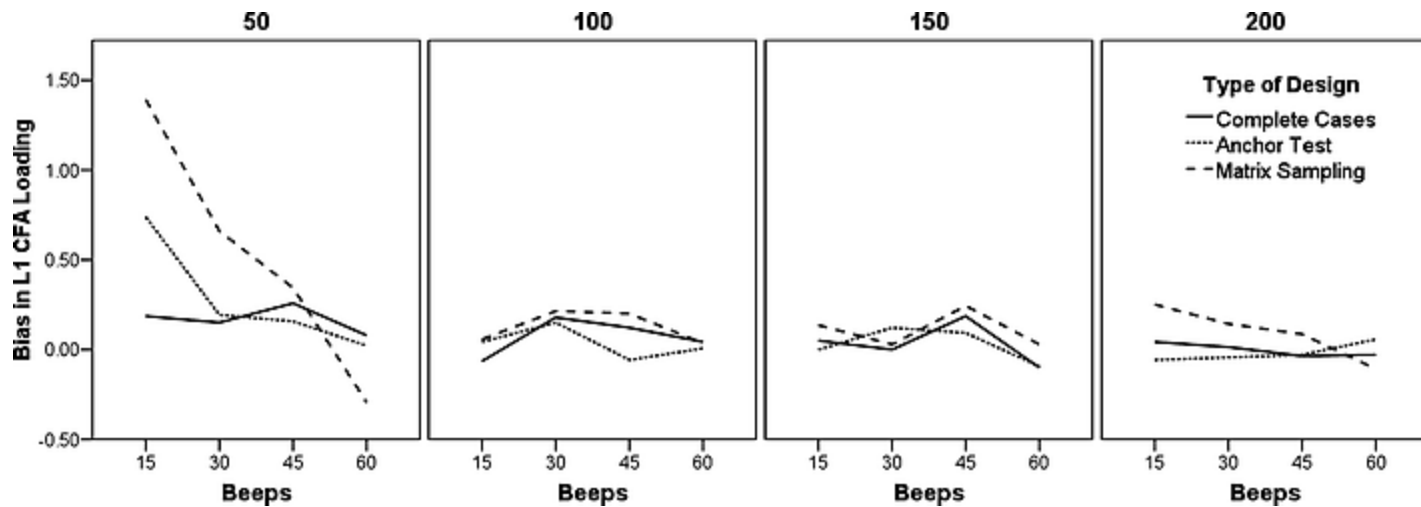 50 100 150 200
Bias in L1 CFA Loading
1.50
1.00
0.50
0.00
-0.50
Type of Design
Complete Cases
Anchor Test
Matrix Sampling
15 30 45 60 15 30 45 60 15 30 45 60 15 30 45 60
Beeps Beeps Beeps Beeps